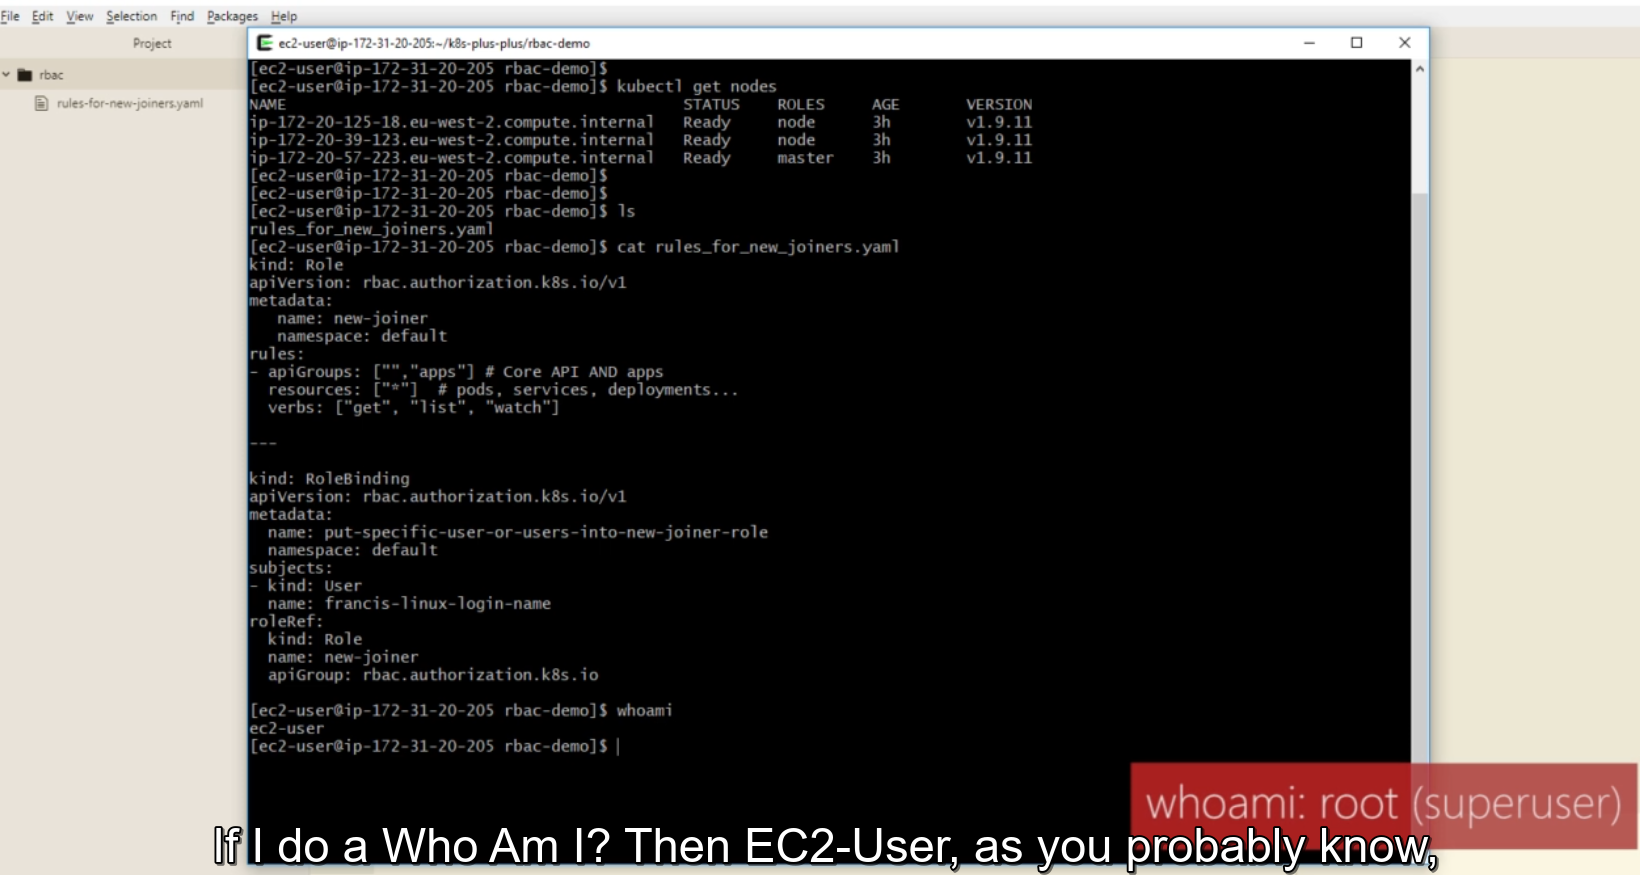 File Edit View Selection Find Packages Help
Project
rbac
rules-for-new-joiners.yaml
ec2-user@ip-172-31-20-205:~/k8s-plus-plus/rbac-demo
[ec2-user@ip-172-31-20-205 rbac-demo]$
[ec2-user@ip-172-31-20-205 rbac-demo]$ kubectl get nodes
NAME STATUS ROLES AGE VERSION
ip-172-20-125-18.eu-west-2.compute.internal Ready node 3h v1.9.11
ip-172-20-39-123.eu-west-2.compute.internal Ready node 3h v1.9.11
ip-172-20-57-223.eu-west-2.compute.internal Ready master 3h v1.9.11
[ec2-user@ip-172-31-20-205 rbac-demo]$
[ec2-user@ip-172-31-20-205 rbac-demo]$
[ec2-user@ip-172-31-20-205 rbac-demo]$ ls
rules_for_new_joiners.yaml
[ec2-user@ip-172-31-20-205 rbac-demo]$ cat rules_for_new_joiners.yaml
kind: Role
apiVersion: rbac.authorization.k8s.io/v1
metadata:
   name: new-joiner
   namespace: default
rules:
- apiGroups: ["","apps"] # Core API AND apps
  resources: ["*"]  # pods, services, deployments...
  verbs: ["get", "list", "watch"]
---
kind: RoleBinding
apiVersion: rbac.authorization.k8s.io/v1
metadata:
  name: put-specific-user-or-users-into-new-joiner-role
  namespace: default
subjects:
- kind: User
  name: francis-linux-login-name
roleRef:
  kind: Role
  name: new-joiner
  apiGroup: rbac.authorization.k8s.io
[ec2-user@ip-172-31-20-205 rbac-demo]$ whoami
ec2-user
[ec2-user@ip-172-31-20-205 rbac-demo]$
whoami: root (superuser)
If I do a Who Am I? Then EC2-User, as you probably know,